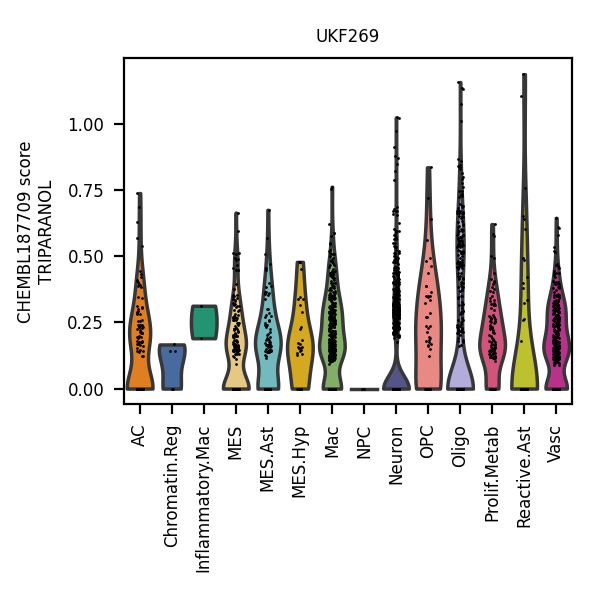 UKF269
CHEMBL187709 score
TRIPARANOL
1.00
0.75
0.50
0.25
0.00
AC
Chromatin.Reg
Inflammatory.Mac
MES
MES.Ast
MES.Hyp
Mac
NPC
Neuron
OPC
Oligo
Prolif.Metab
Reactive.Ast
Vasc